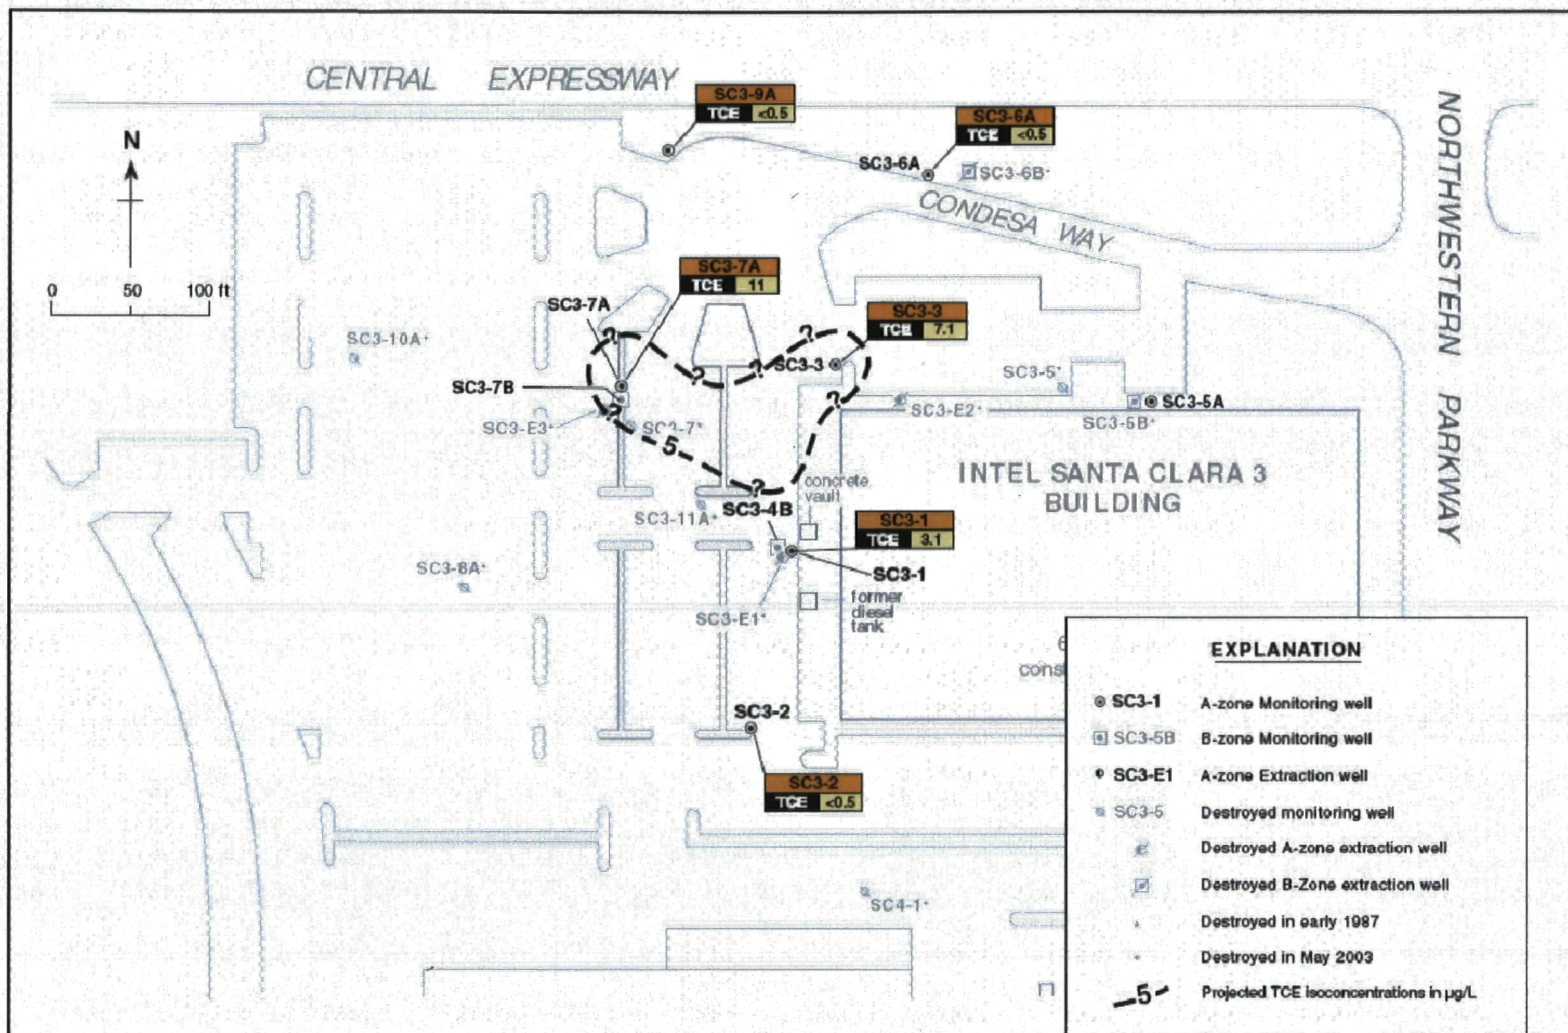 CENTRAL EXPRESSWAY
SC3-9A
TCE <0.5
SC3-6A
TCE <0.5
SC3-6A
SC3-6B
CONDESA WAY
NORTHWESTERN PARKWAY
N
0 50 100 ft
SC3-7A
TCE 11
SC3-7A
SC3-3
TCE 7.1
SC3-10A
SC3-3
SC3-5
SC3-7B
SC3-E3
SC3-7
5
SC3-E2
SC3-5B
SC3-5A
? ? ? ? ? ? ?
INTEL SANTA CLARA 3
BUILDING
concrete
vault
SC3-11A
SC3-4B
SC3-1
TCE 3.1
SC3-1
SC3-8A
SC3-E1
former
diesel
tank
SC3-2
SC3-2
TCE <0.5
SC4-1
6
cons
EXPLANATION
SC3-1 A-zone Monitoring well
SC3-5B B-zone Monitoring well
SC3-E1 A-zone Extraction well
SC3-5 Destroyed monitoring well
Destroyed A-zone extraction well
Destroyed B-Zone extraction well
Destroyed in early 1987
Destroyed in May 2003
5 Projected TCE isoconcentrations in µg/L